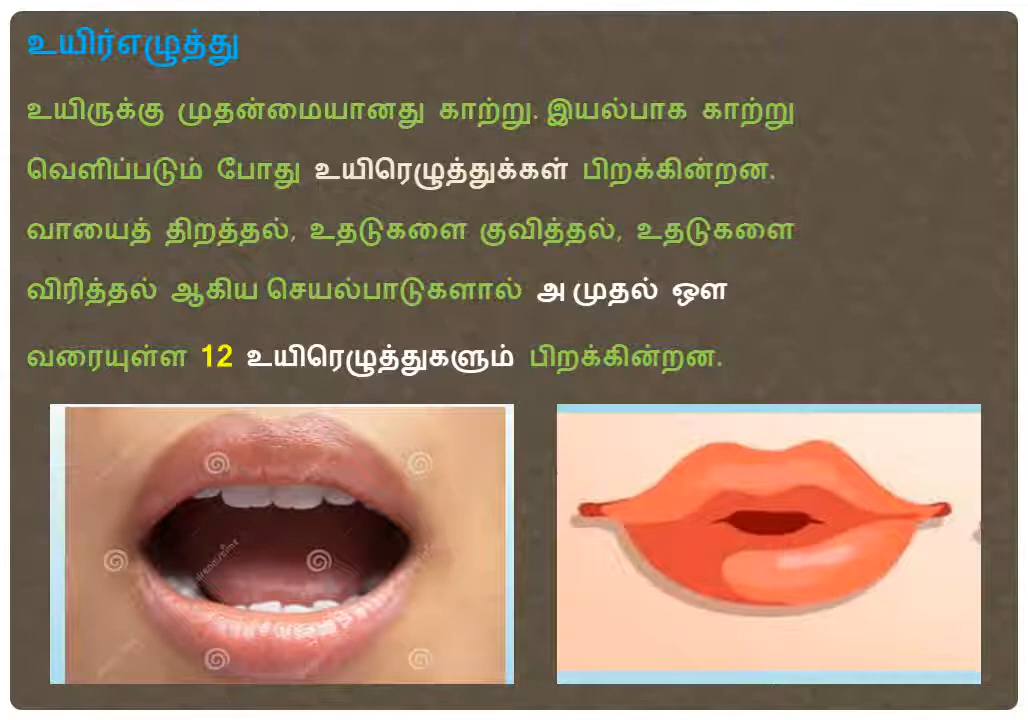 உயிர்எழுத்து
உயிருக்கு முதன்மையானது காற்று. இயல்பாக காற்று
வெளிப்படும் போது உயிரெழுத்துக்கள் பிறக்கின்றன.
வாயைத் திறத்தல், உதடுகளை குவித்தல், உதடுகளை
விரித்தல் ஆகிய செயல்பாடுகளால் அ முதல் ஔ
வரையுள்ள 12 உயிரெழுத்துகளும் பிறக்கின்றன.